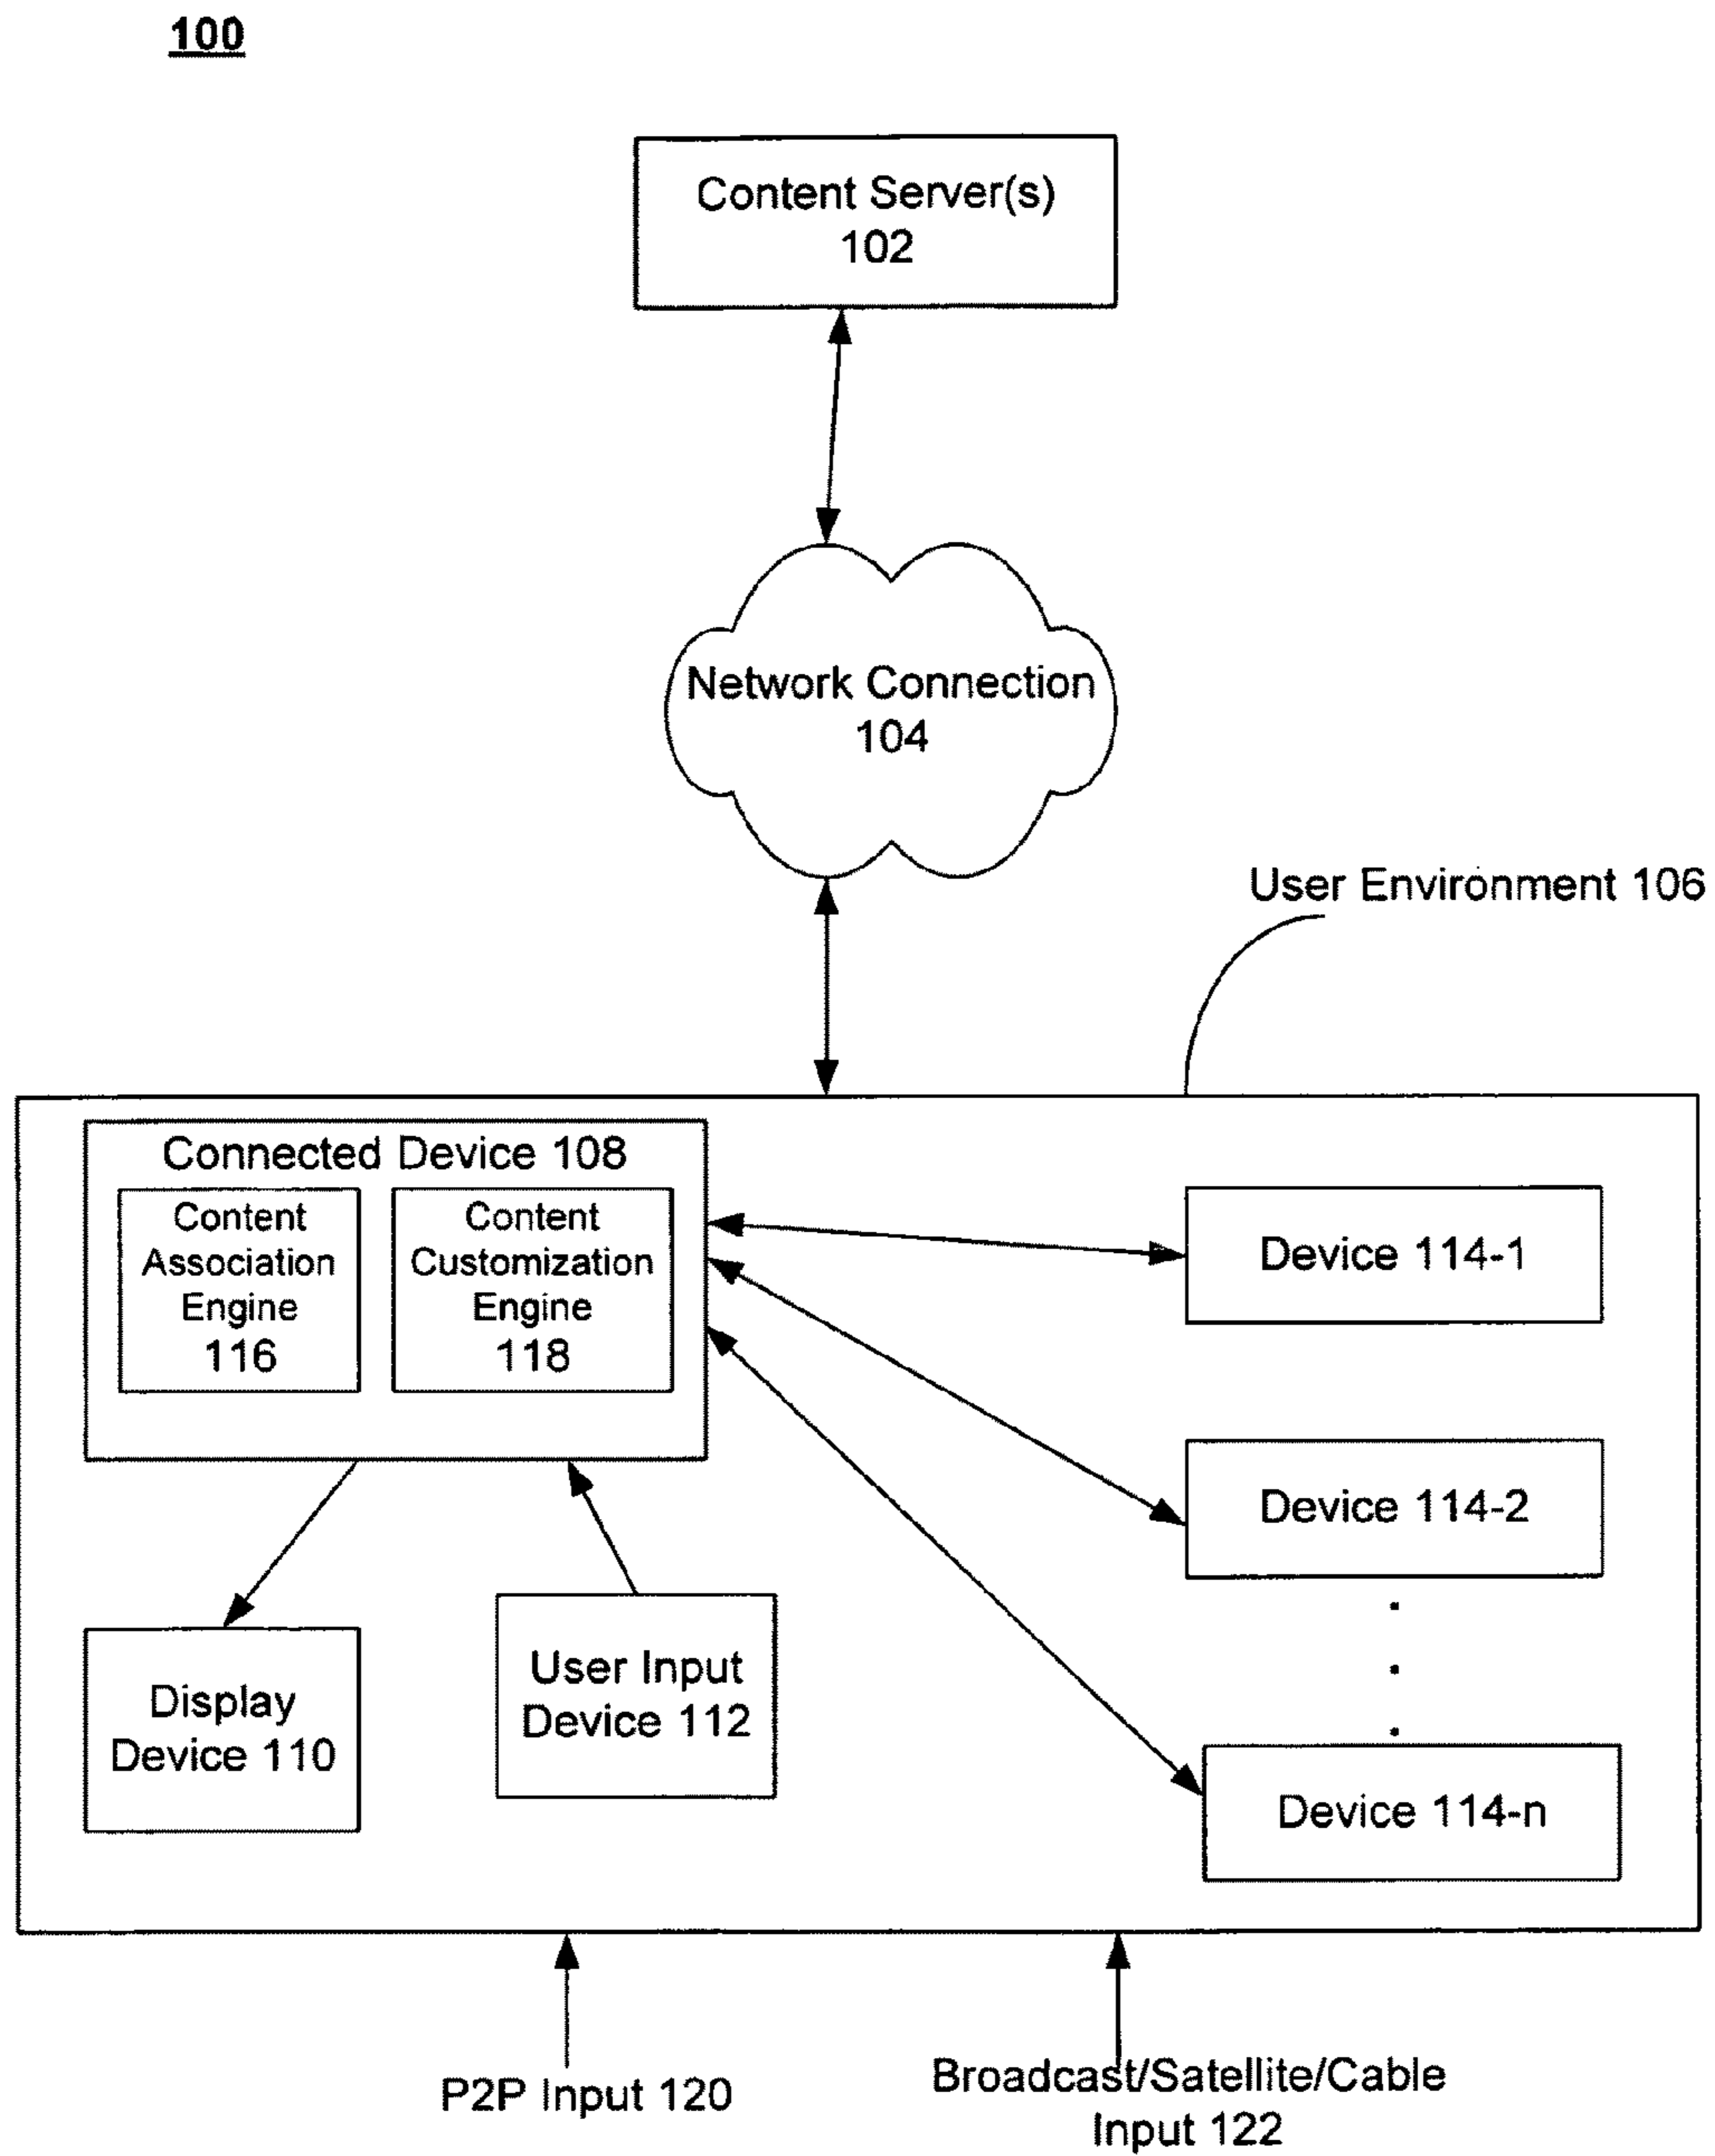 100
Content Server(s)
102
Network Connection
104
User Environment 106
Connected Device 108
Content
Association
Engine
116
Content
Customization
Engine
118
Device 114-1
Device 114-2
Display
Device 110
User Input
Device 112
Device 114-n
P2P Input 120
Broadcast/Satellite/Cable
Input 122